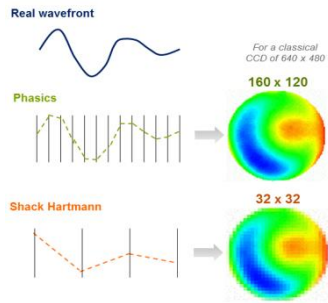 Real wavefront
For a classical
CCD of 640 x 480
Phasics
160 x 120
Shack Hartmann
32 x 32